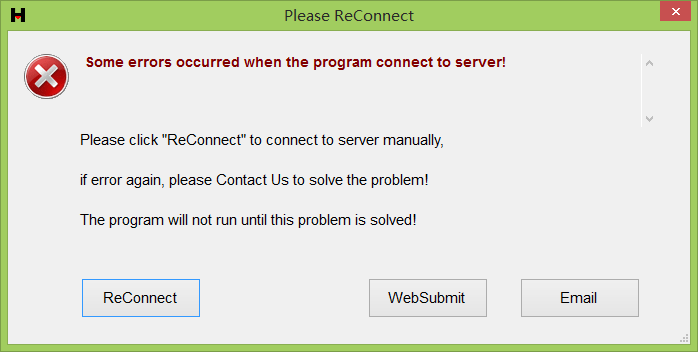 Please ReConnect
Some errors occurred when the program connect to server!
Please click "ReConnect" to connect to server manually,
if error again, please Contact Us to solve the problem!
The program will not run until this problem is solved!
ReConnect WebSubmit Email